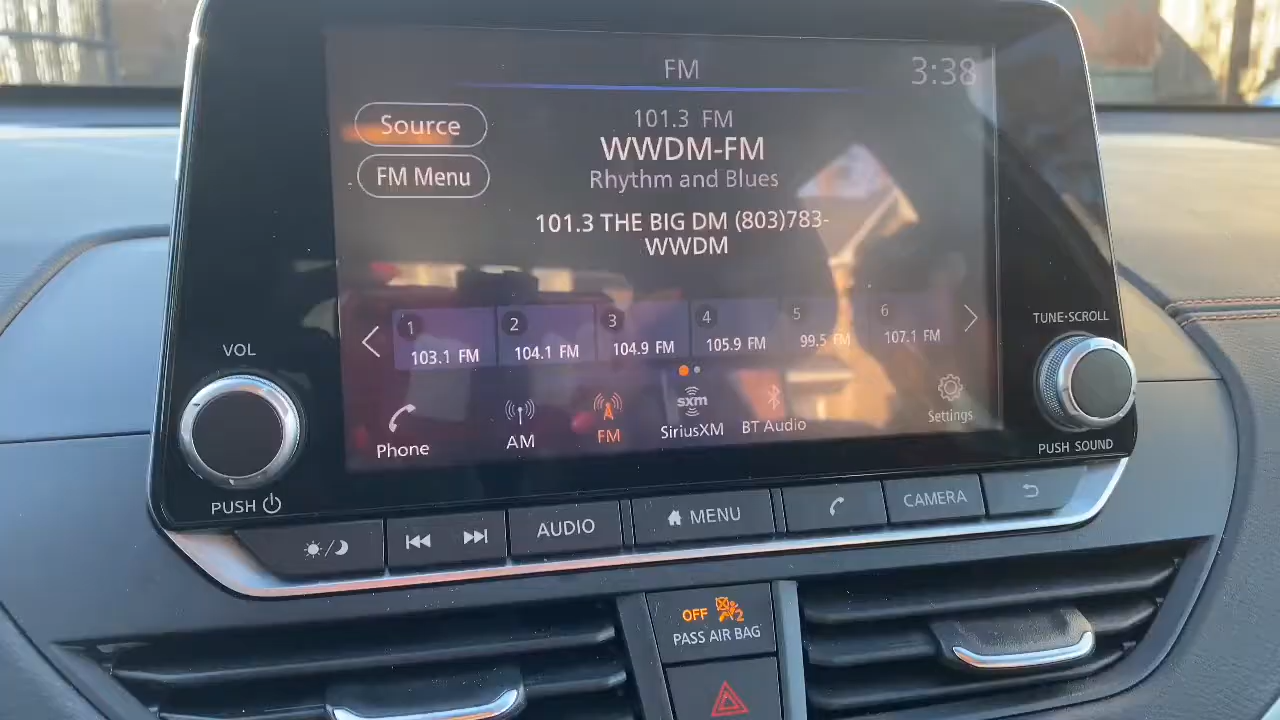 FM
3:38
Source
101.3 FM
WWDM-FM
FM Menu
Rhythm and Blues
101.3 THE BIG DM (803)783-
WWDM
1
2
3
4
5
6
103.1 FM
104.1 FM
104.9 FM
105.9 FM
99.5 FM
107.1 FM
Phone
AM
FM
sxm
SiriusXM
BT Audio
Settings
VOL
PUSH
TUNE•SCROLL
PUSH SOUND
AUDIO
MENU
CAMERA
OFF
2
PASS AIR BAG